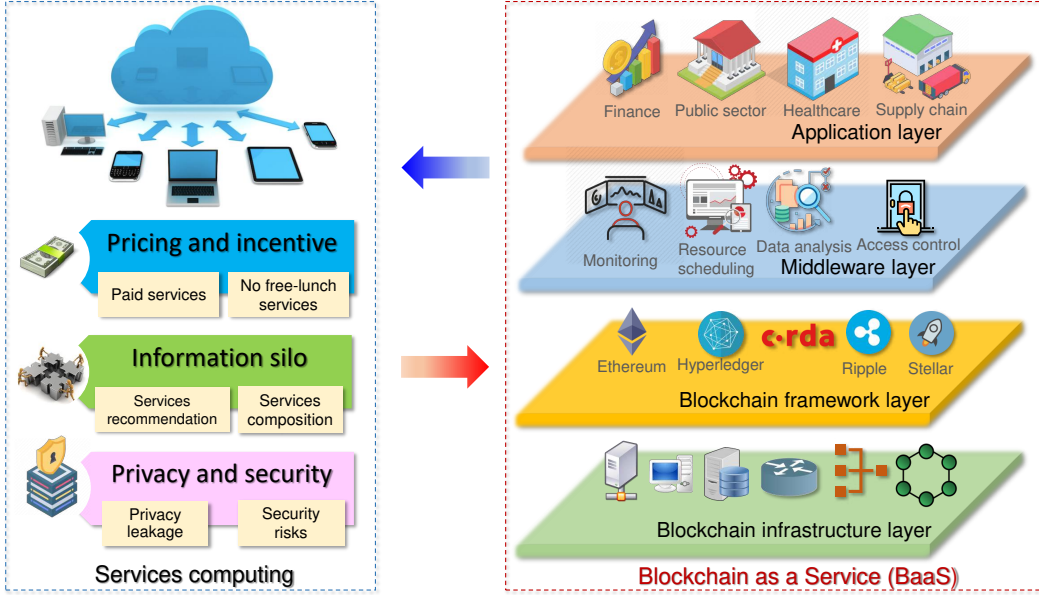 Pricing and incentive
Paid services
No free-lunch
services
Information silo
Services
recommendation
Services
composition
Privacy and security
Privacy
leakage
Security
risks
Services computing
Finance
Public sector
Healthcare
Supply chain
Application layer
Monitoring
Resource
scheduling
Data analysis
Access control
Middleware layer
Ethereum
Hyperledger
c·rda
Ripple
Stellar
Blockchain framework layer
Blockchain infrastructure layer
Blockchain as a Service (BaaS)